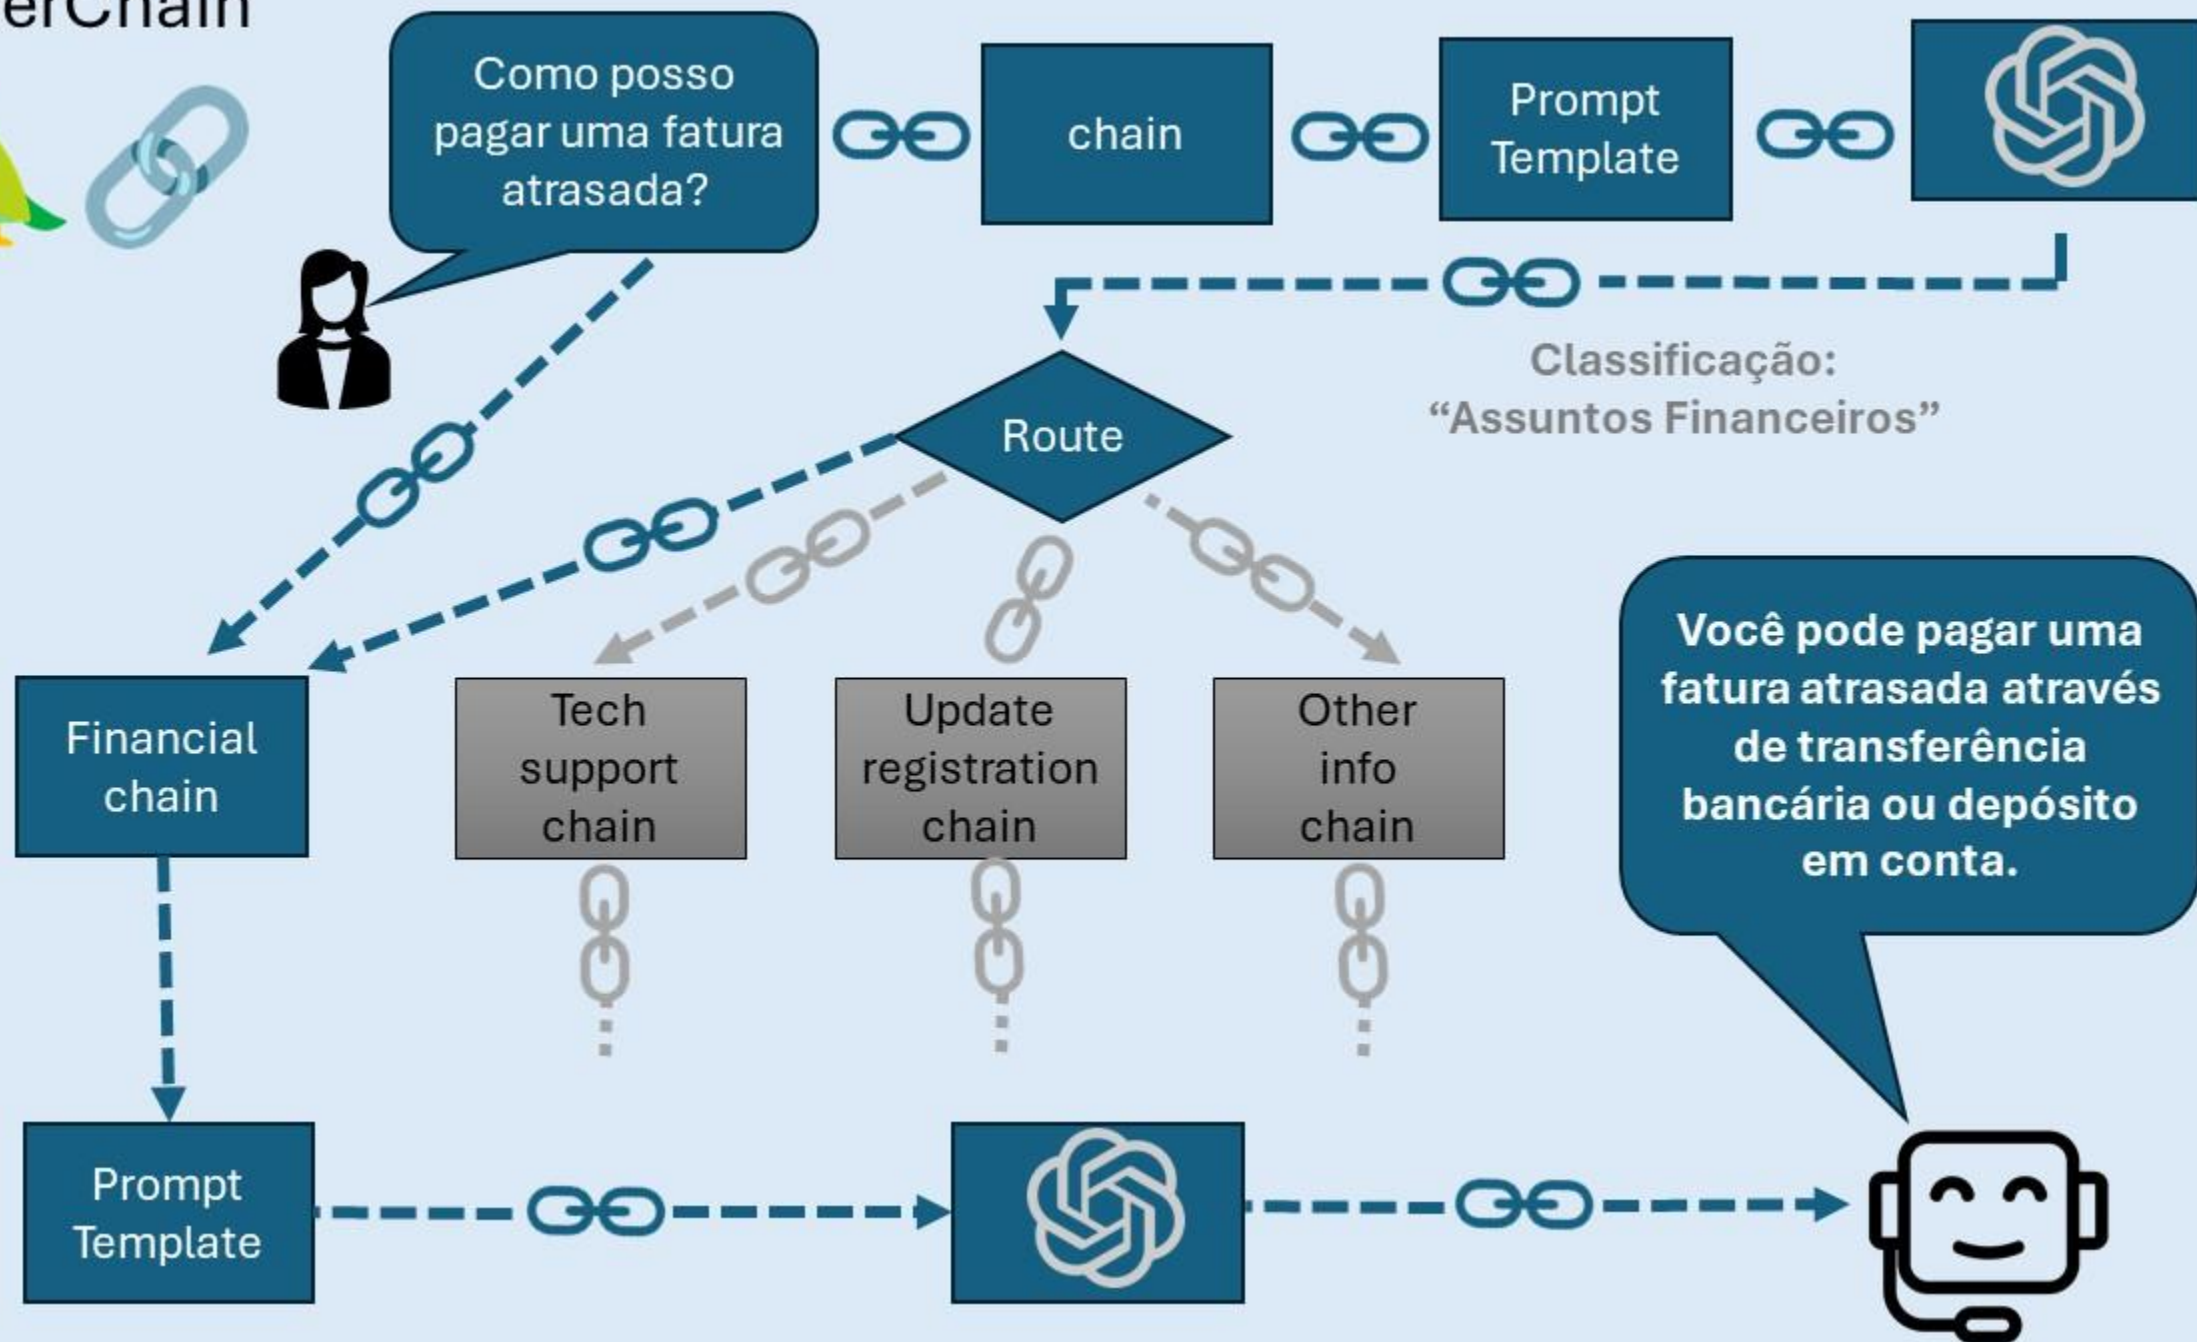 erChain
Como posso
pagar uma fatura
atrasada?
chain
Prompt
Template
Classificação:
“Assuntos Financeiros”
Route
Financial
chain
Tech
support
chain
Update
registration
chain
Other
info
chain
Você pode pagar uma
fatura atrasada através
de transferência
bancária ou depósito
em conta.
Prompt
Template